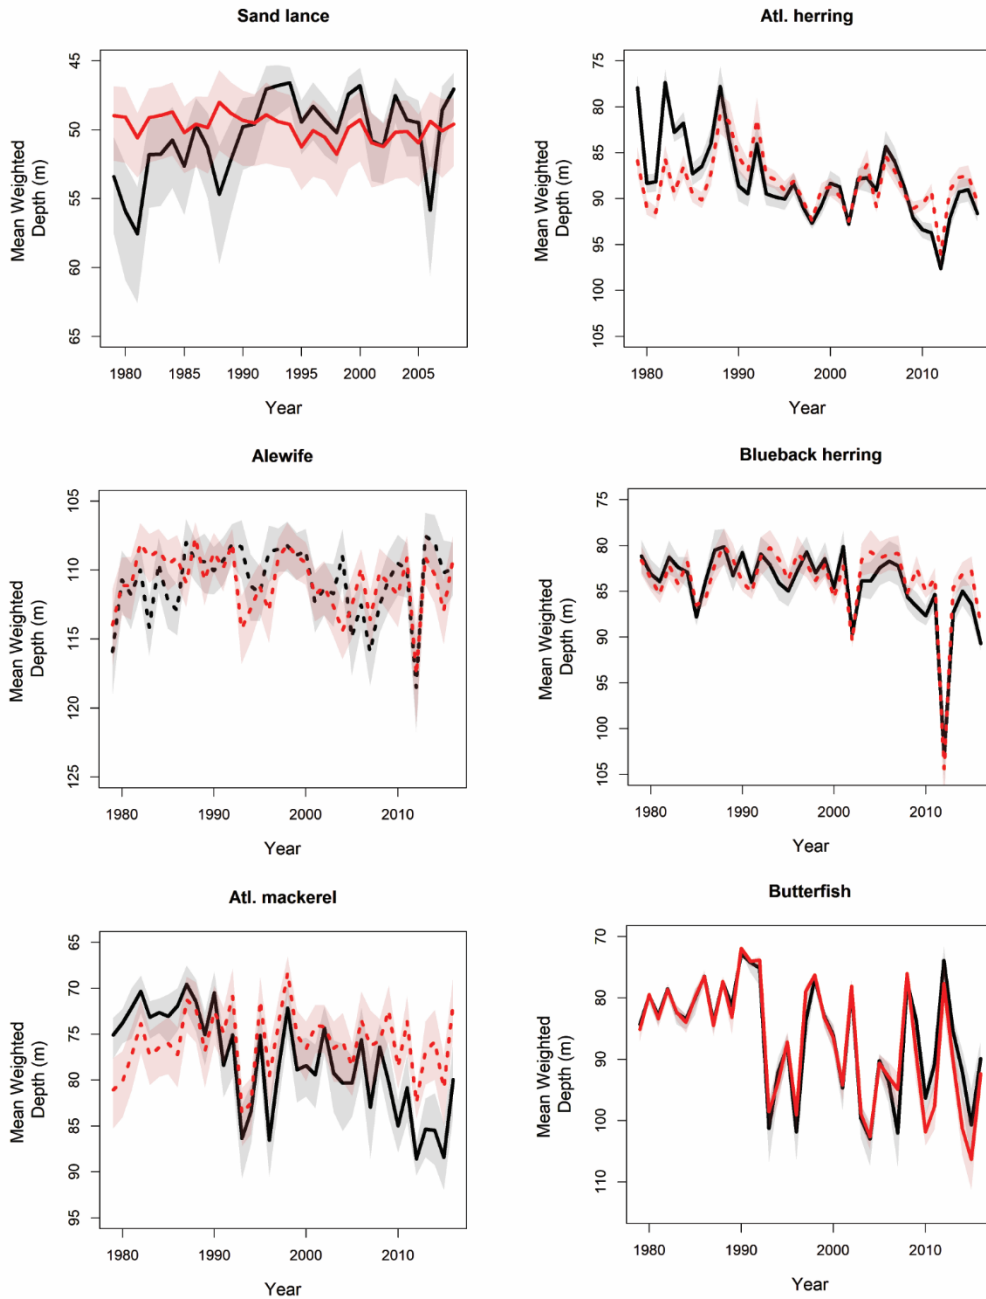 Sand lance
45
50
55
60
65
Mean Weighted
Depth (m)
1980 1985 1990 1995 2000 2005
Year
Atl. herring
75
80
85
90
95
100
105
Mean Weighted
Depth (m)
1980 1990 2000 2010
Year
Alewife
105
110
115
120
125
Mean Weighted
Depth (m)
1980 1990 2000 2010
Year
Blueback herring
75
80
85
90
95
100
105
Mean Weighted
Depth (m)
1980 1990 2000 2010
Year
Atl. mackerel
65
70
75
80
85
90
95
Mean Weighted
Depth (m)
1980 1990 2000 2010
Year
Butterfish
70
80
90
100
110
Mean Weighted
Depth (m)
1980 1990 2000 2010
Year